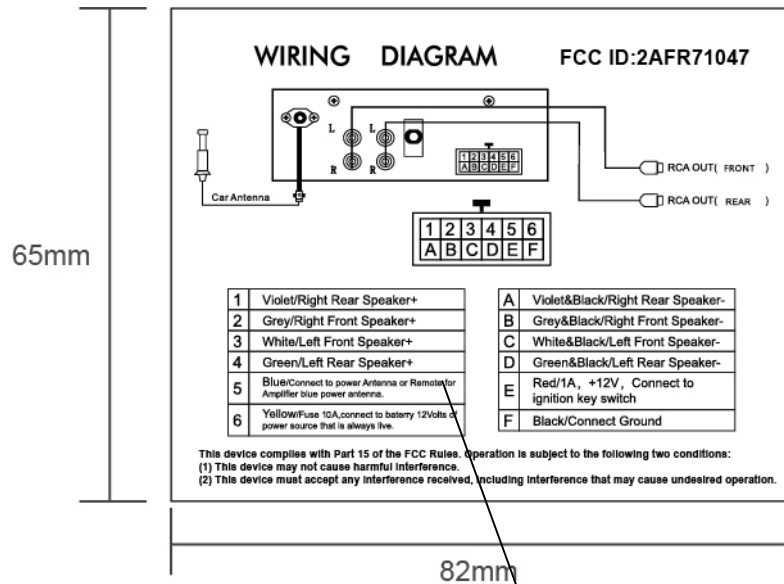 WIRING DIAGRAM FCC ID:2AFR71047
L L
R R
1 2 3 4 5 6
A B C D E F
Car Antenna
RCA OUT( FRONT )
RCA OUT( REAR )
1 2 3 4 5 6
A B C D E F
65mm
1 Violet/Right Rear Speaker+
2 Grey/Right Front Speaker+
3 White/Left Front Speaker+
4 Green/Left Rear Speaker+
5 Blue/Connect to power Antenna or Remote for
Amplifier blue power antenna.
6 Yellow/Fuse 10A,connect to baterry 12Volts of
power source that is always live.
A Violet&Black/Right Rear Speaker-
B Grey&Black/Right Front Speaker-
C White&Black/Left Front Speaker-
D Green&Black/Left Rear Speaker-
E Red/1A, +12V, Connect to
ignition key switch
F Black/Connect Ground
This device complies with Part 15 of the FCC Rules. Operation is subject to the following two conditions:
(1) This device may not cause harmful interference.
(2) This device must accept any interference received, including interference that may cause undesired operation.
82mm